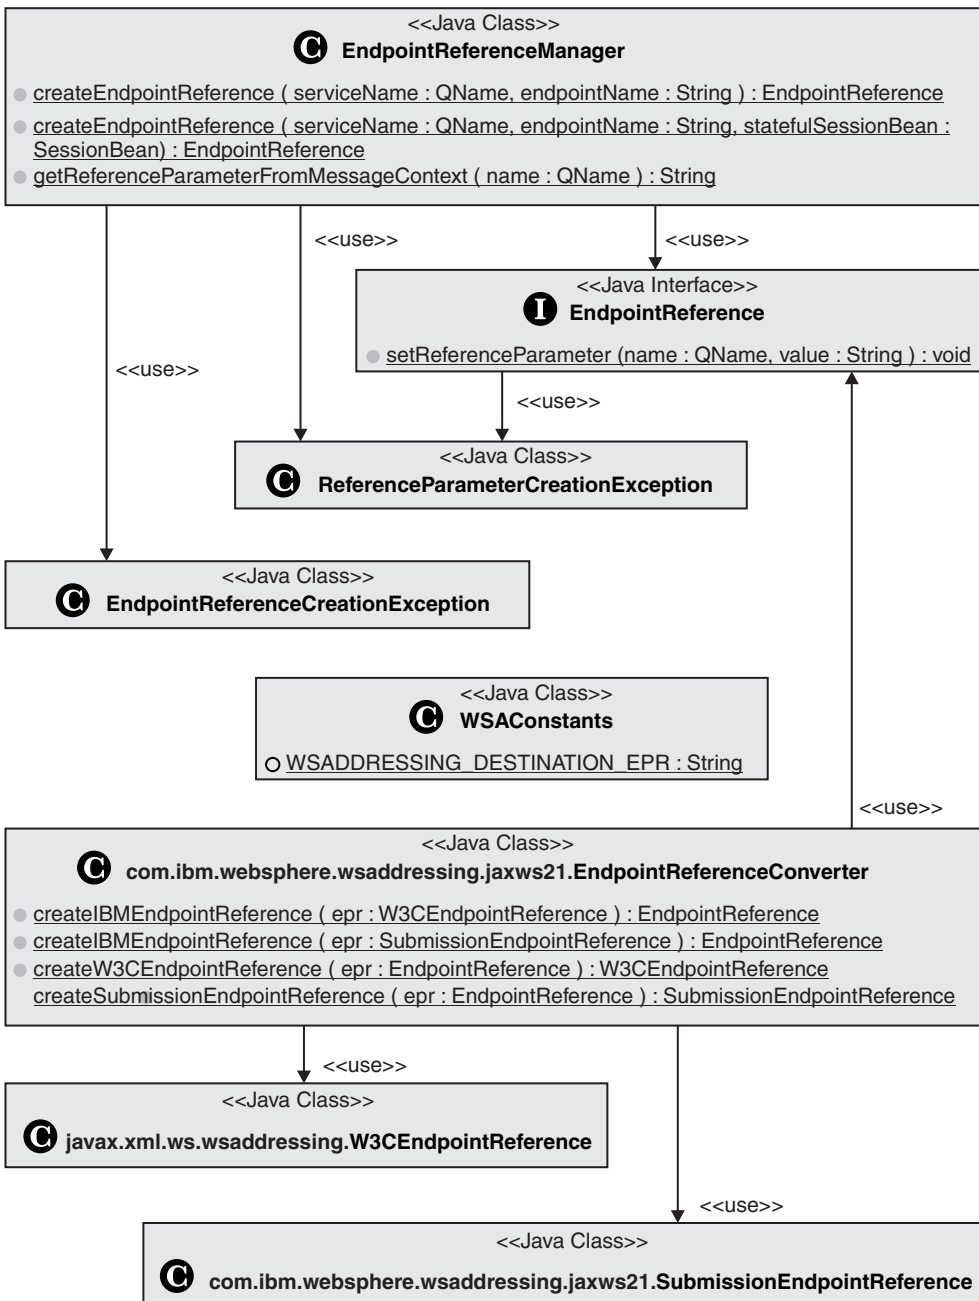 <<Java Class>>
C EndpointReferenceManager
createEndpointReference ( serviceName : QName, endpointName : String ) : EndpointReference
createEndpointReference ( serviceName : QName, endpointName : String, statefulSessionBean :
SessionBean) : EndpointReference
getReferenceParameterFromMessageContext ( name : QName ) : String
<<use>>
<<use>>
<<Java Interface>>
I EndpointReference
setReferenceParameter (name : QName, value : String ) : void
<<use>>
<<use>>
<<Java Class>>
C ReferenceParameterCreationException
<<Java Class>>
C EndpointReferenceCreationException
<<Java Class>>
C WSAConstants
WSADDRESSING_DESTINATION_EPR : String
<<use>>
<<Java Class>>
C com.ibm.websphere.wsaddressing.jaxws21.EndpointReferenceConverter
createIBMEndpointReference ( epr : W3CEndpointReference ) : EndpointReference
createIBMEndpointReference ( epr : SubmissionEndpointReference ) : EndpointReference
createW3CEndpointReference ( epr : EndpointReference ) : W3CEndpointReference
createSubmissionEndpointReference ( epr : EndpointReference ) : SubmissionEndpointReference
<<use>>
<<Java Class>>
C javax.xml.ws.wsaddressing.W3CEndpointReference
<<use>>
<<Java Class>>
C com.ibm.websphere.wsaddressing.jaxws21.SubmissionEndpointReference